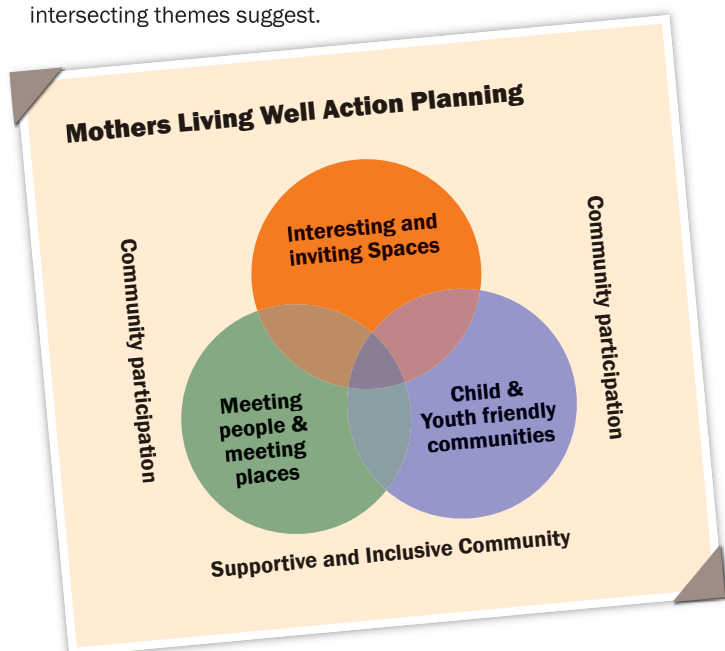 intersecting themes suggest.
Mothers Living Well Action Planning
Interesting and
inviting Spaces
Community participation
Community participation
Meeting
people &
meeting
places
Child &
Youth friendly
communities
Supportive and Inclusive Community